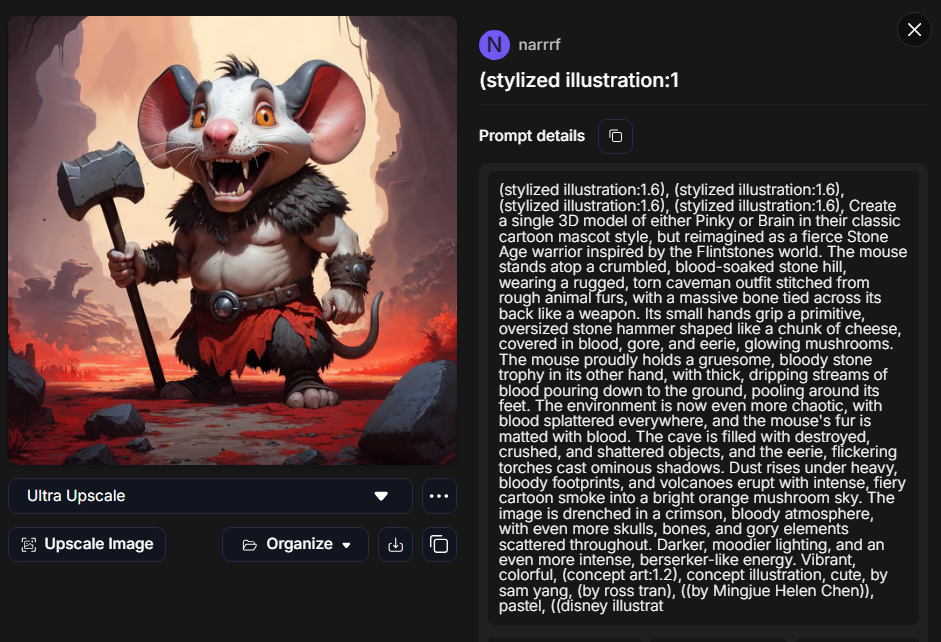 N narrrf
(stylized illustration:1
Prompt details
(stylized illustration:1.6), (stylized illustration:1.6),
(stylized illustration:1.6), (stylized illustration:1.6), Create
a single 3D model of either Pinky or Brain in their classic
cartoon mascot style, but reimagined as a fierce Stone
Age warrior inspired by the Flintstones world. The mouse
stands atop a crumbled, blood-soaked stone hill,
wearing a rugged, torn caveman outfit stitched from
rough animal furs, with a massive bone tied across its
back like a weapon. Its small hands grip a primitive,
oversized stone hammer shaped like a chunk of cheese,
covered in blood, gore, and eerie, glowing mushrooms.
The mouse proudly holds a gruesome, bloody stone
trophy in its other hand, with thick, dripping streams of
blood pouring down to the ground, pooling around its
feet. The environment is now even more chaotic, with
blood splattered everywhere, and the mouse's fur is
matted with blood. The cave is filled with destroyed,
crushed, and shattered objects, and the eerie, flickering
torches cast ominous shadows. Dust rises under heavy,
bloody footprints, and volcanoes erupt with intense, fiery
cartoon smoke into a bright orange mushroom sky. The
image is drenched in a crimson, bloody atmosphere,
with even more skulls, bones, and gory elements
scattered throughout. Darker, moodier lighting, and an
even more intense, berserker-like energy. Vibrant,
colorful, (concept art:1.2), concept illustration, cute, by
sam yang, (by ross tran), ((by Mingjue Helen Chen)),
pastel, ((disney illustrat
Ultra Upscale
Upscale Image
Organize